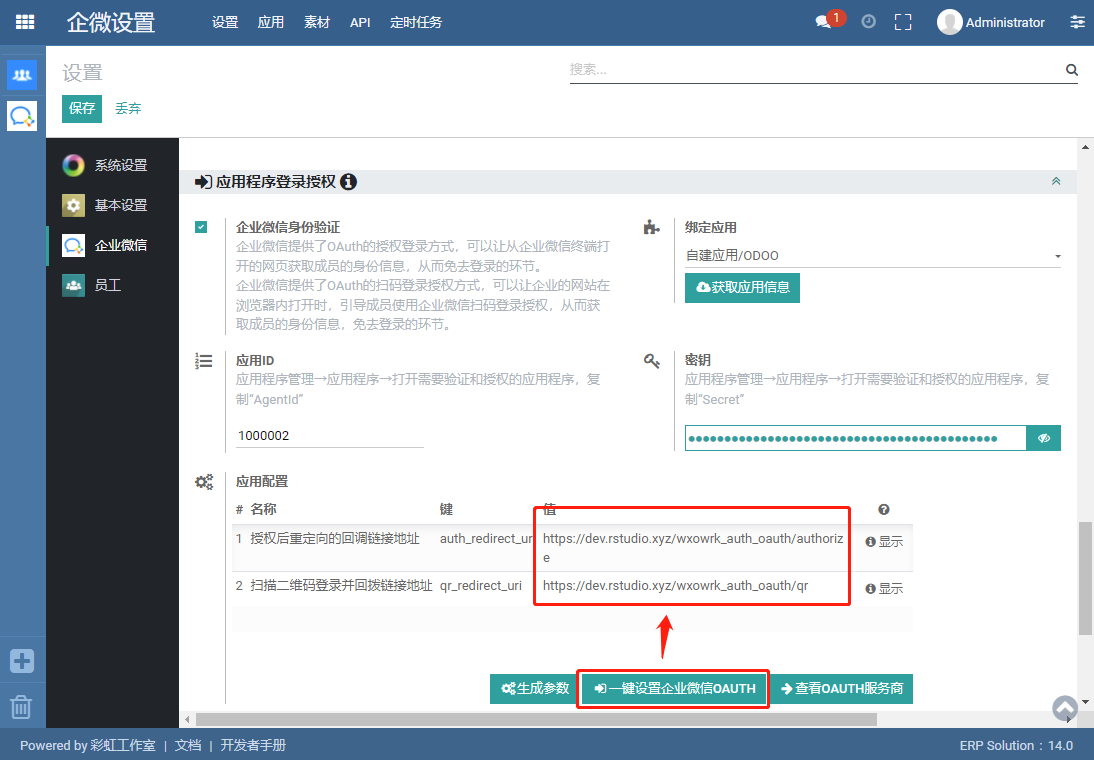 企微设置 设置 应用 素材 API 定时任务 1 Administrator
设置 搜索...
保存 丢弃
系统设置
基本设置
企业微信
员工
应用程序登录授权
企业微信身份验证
企业微信提供了OAuth的授权登录方式，可以让从企业微信终端打
开的网页获取成员的身份信息，从而免去登录的环节。
企业微信提供了OAuth的扫码登录授权方式，可以让企业的网站在
浏览器内打开时，引导成员使用企业微信扫码登录授权，从而获
取成员的身份信息，免去登录的环节。
绑定应用
自建应用/ODOO
获取应用信息
应用ID
应用程序管理→应用程序→打开需要验证和授权的应用程序，复
制“AgentId”
1000002
密钥
应用程序管理→应用程序→打开需要验证和授权的应用程序，复
制“Secret”
应用配置
# 名称 键 值
1 授权后重定向的回调链接地址 auth_redirect_uri https://dev.rstudio.xyz/wxowrk_auth_oauth/authoriz
e
显示
2 扫描二维码登录并回拨链接地址 qr_redirect_uri https://dev.rstudio.xyz/wxowrk_auth_oauth/qr
显示
生成参数 一键设置企业微信OAUTH 查看OAUTH服务商
Powered by 彩虹工作室 | 文档 | 开发者手册 ERP Solution：14.0